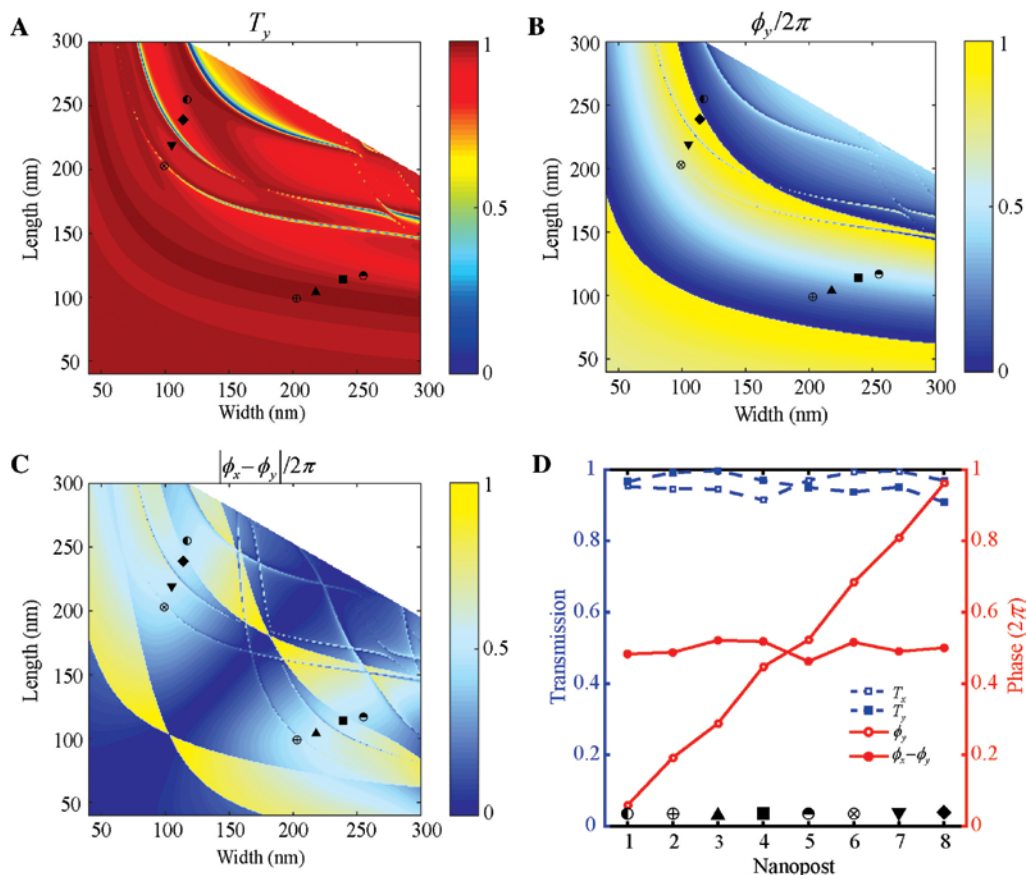 A
T_y
Length (nm)
300
250
200
150
100
50
50
100
150
200
250
300
Width (nm)
1
0.5
0
B
ϕ_y/2π
Length (nm)
300
250
200
150
100
50
50
100
150
200
250
300
Width (nm)
1
0.5
0
C
|ϕ_x−ϕ_y|/2π
Length (nm)
300
250
200
150
100
50
50
100
150
200
250
300
Width (nm)
1
0.5
0
D
Transmission
1
0.8
0.6
0.4
0.2
0
1
0.8
0.6
0.4
0.2
0
Phase (2π)
T_x
T_y
ϕ_y
ϕ_x−ϕ_y
1 2 3 4 5 6 7 8
Nanopost